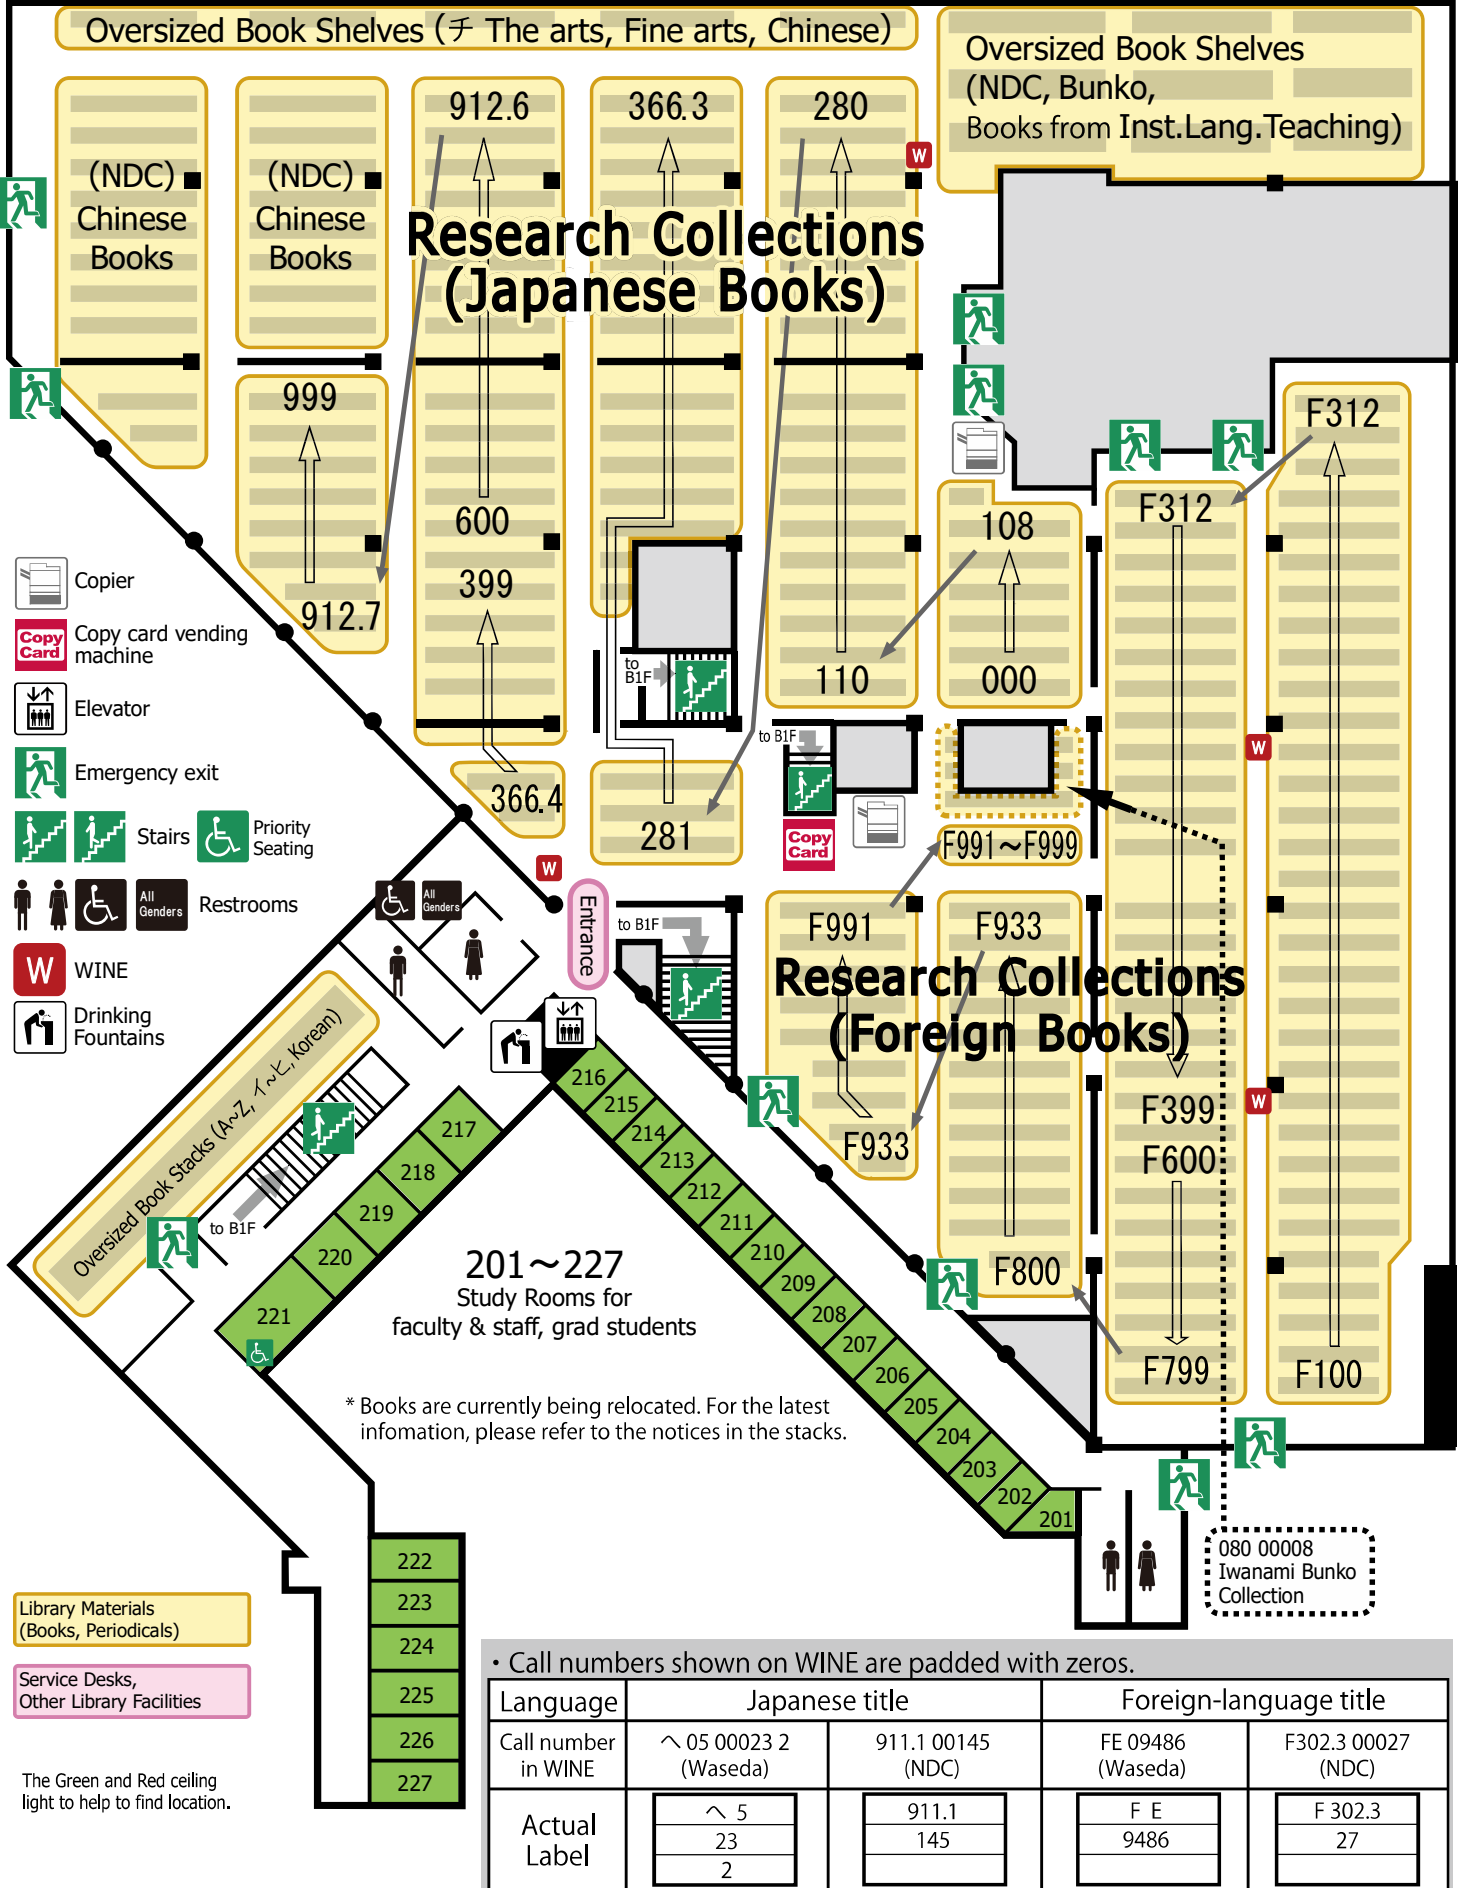 Oversized Book Shelves (チ The arts, Fine arts, Chinese)
Oversized Book Shelves
(NDC, Bunko,
Books from Inst.Lang.Teaching)
912.6
366.3
280
W
(NDC)
Chinese
Books
(NDC)
Chinese
Books
Research Collections
(Japanese Books)
999
F312
F312
600
108
399
912.7
110
000
to
B1F
Copier
Copy
Card
Copy card vending
machine
Elevator
Emergency exit
Stairs
Priority
Seating
All
Genders
Restrooms
W
WINE
Drinking
Fountains
366.4
281
to B1F
Copy
Card
W
F991～F999
W
Entrance
to B1F
All
Genders
F991
F933
Research Collections
(Foreign Books)
F933
F399
W
F600
F800
F799
F100
Oversized Book Stacks (A~Z, イ~ヒ, Korean)
to B1F
216
215
214
213
212
211
210
209
208
207
206
205
204
203
202
201
217
218
219
220
221
201～227
Study Rooms for
faculty & staff, grad students
* Books are currently being relocated. For the latest
infomation, please refer to the notices in the stacks.
080 00008
Iwanami Bunko
Collection
222
223
224
225
226
227
Library Materials
(Books, Periodicals)
Service Desks,
Other Library Facilities
The Green and Red ceiling
light to help to find location.
・Call numbers shown on WINE are padded with zeros.
Language Japanese title Foreign-language title
Call number
in WINE
ヘ 05 00023 2
(Waseda)
911.1 00145
(NDC)
FE 09486
(Waseda)
F302.3 00027
(NDC)
Actual
Label
ヘ 5
23
2
911.1
145
F E
9486
F 302.3
27